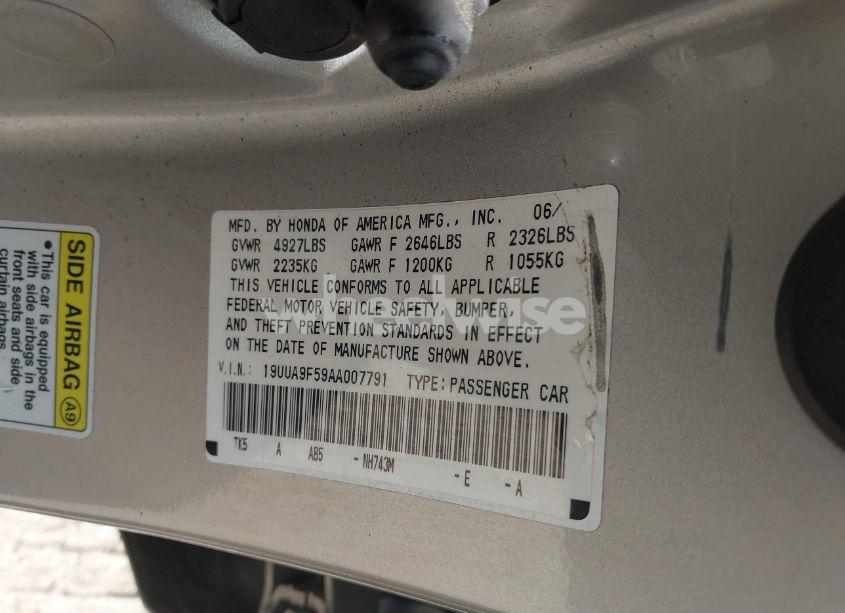 MFD. BY HONDA OF AMERICA MFG., INC. 06/
GVWR 4927LBS GAWR F 2646LBS R 2326LBS
GVWR 2235KG GAWR F 1200KG R 1055KG
THIS VEHICLE CONFORMS TO ALL APPLICABLE
FEDERAL MOTOR VEHICLE SAFETY, BUMPER,
AND THEFT PREVENTION STANDARDS IN EFFECT
ON THE DATE OF MANUFACTURE SHOWN ABOVE.
V.I.N.: 19UUA9F59AA007791 TYPE: PASSENGER CAR
TK5 A AB5 - NH743M - E - A
SIDE AIRBAG A9
•This car is equipped
with side airbags in the
front seats and side
curtain airbags